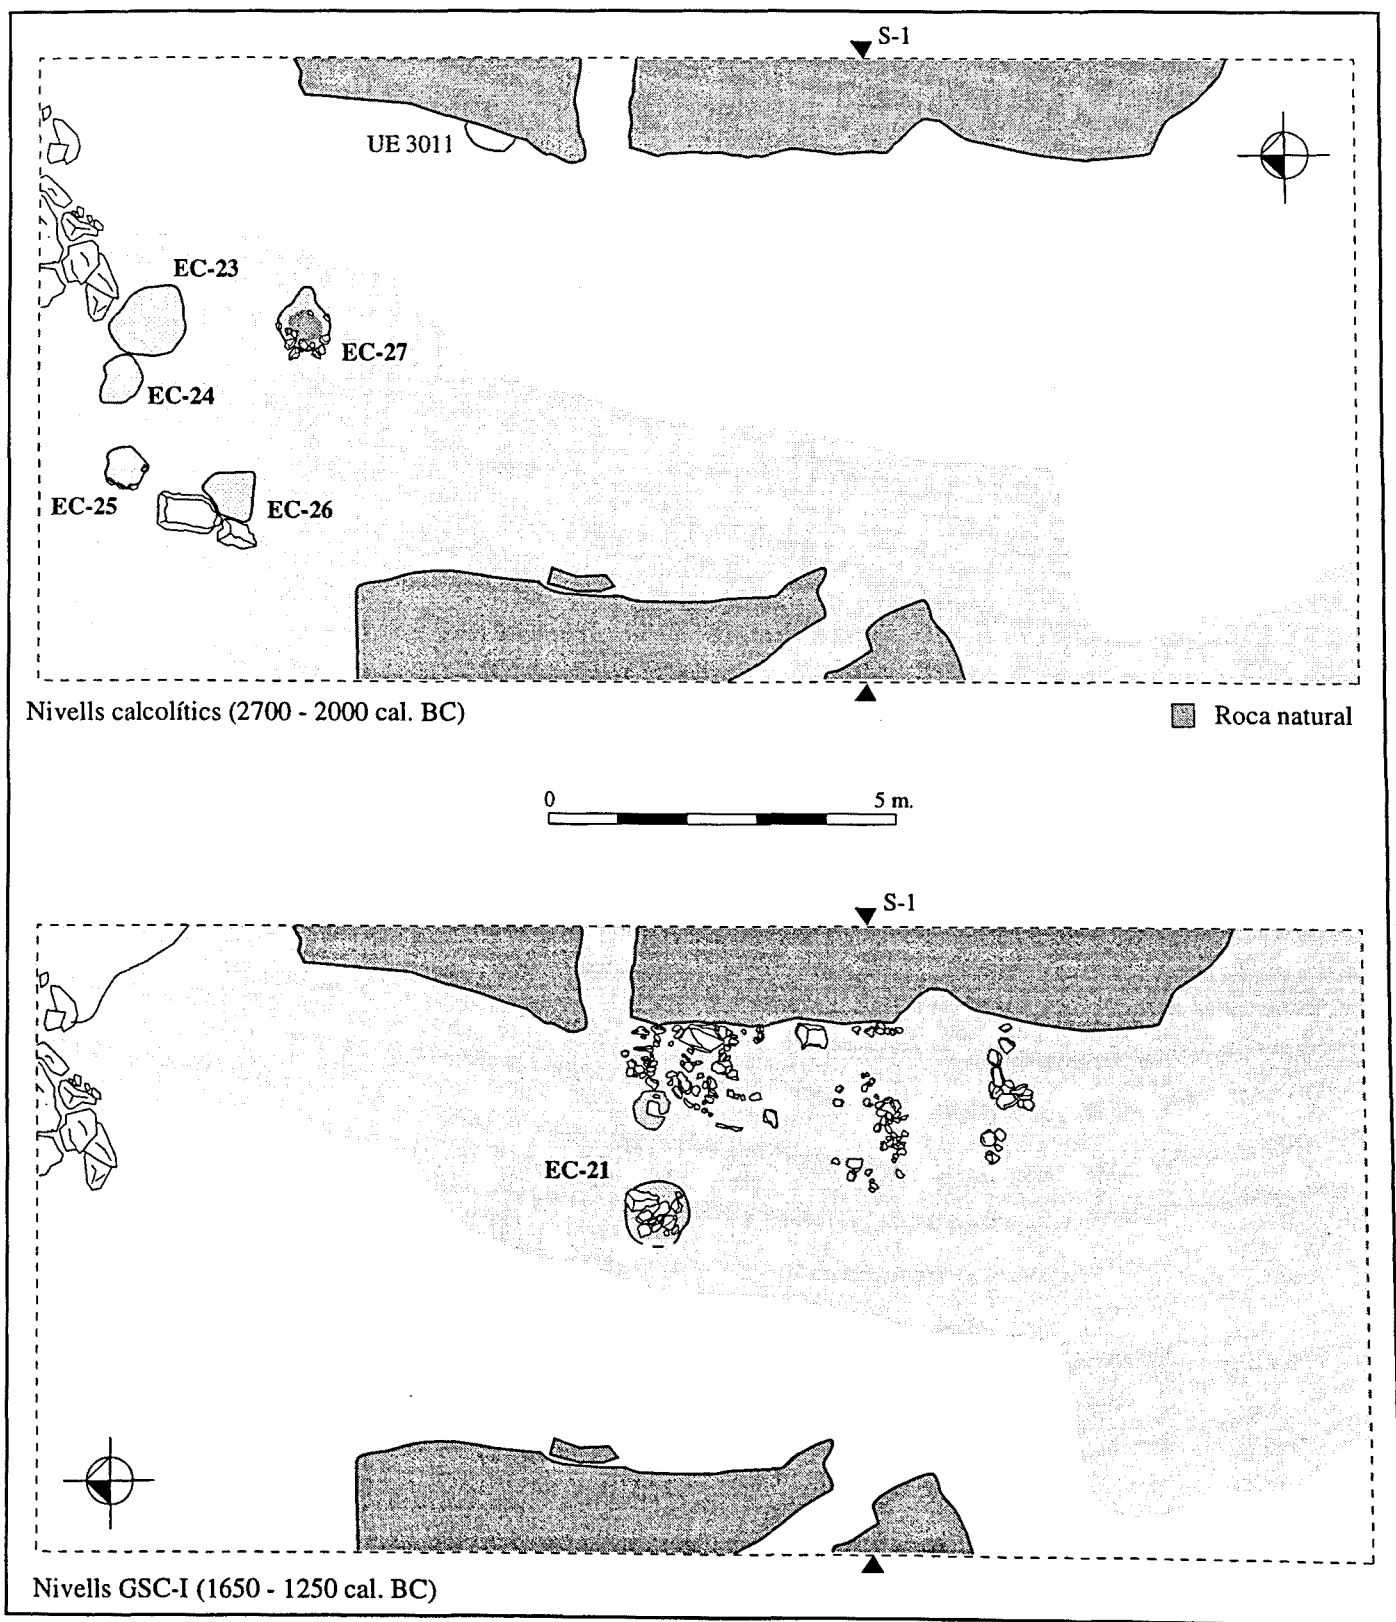 S-1
UE 3011
EC-23
EC-27
EC-24
EC-25
EC-26
Nivells calcolítics (2700 - 2000 cal. BC)
Roca natural
0 5 m.
S-1
EC-21
Nivells GSC-I (1650 - 1250 cal. BC)